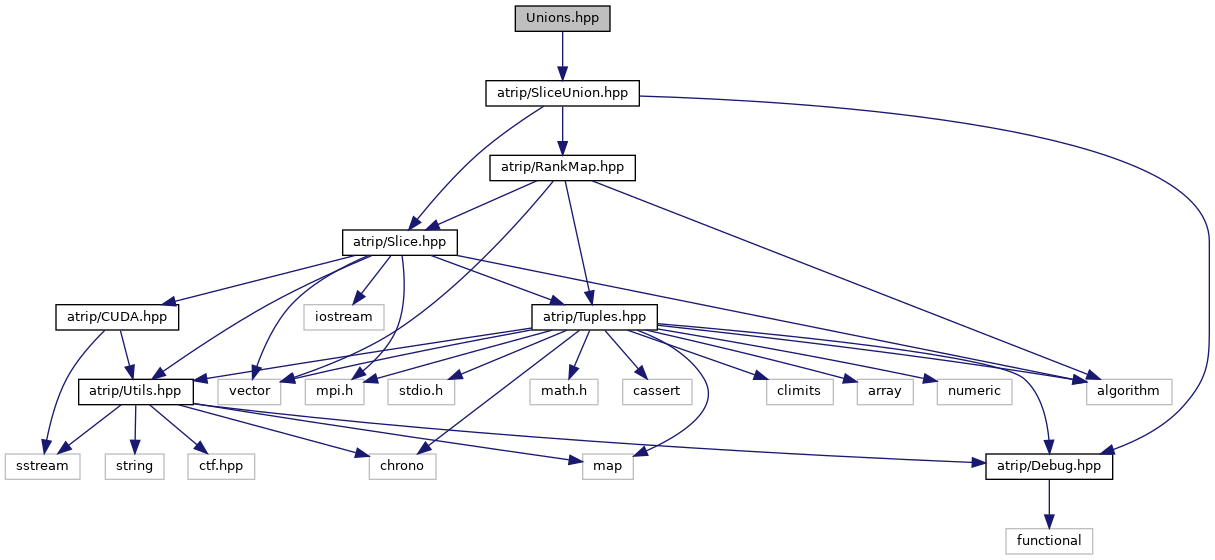 Unions.hpp
atrip/SliceUnion.hpp
atrip/RankMap.hpp
atrip/Slice.hpp
atrip/CUDA.hpp
iostream
atrip/Tuples.hpp
atrip/Utils.hpp
vector
mpi.h
stdio.h
math.h
cassert
climits
array
numeric
algorithm
sstream
string
ctf.hpp
chrono
map
atrip/Debug.hpp
functional